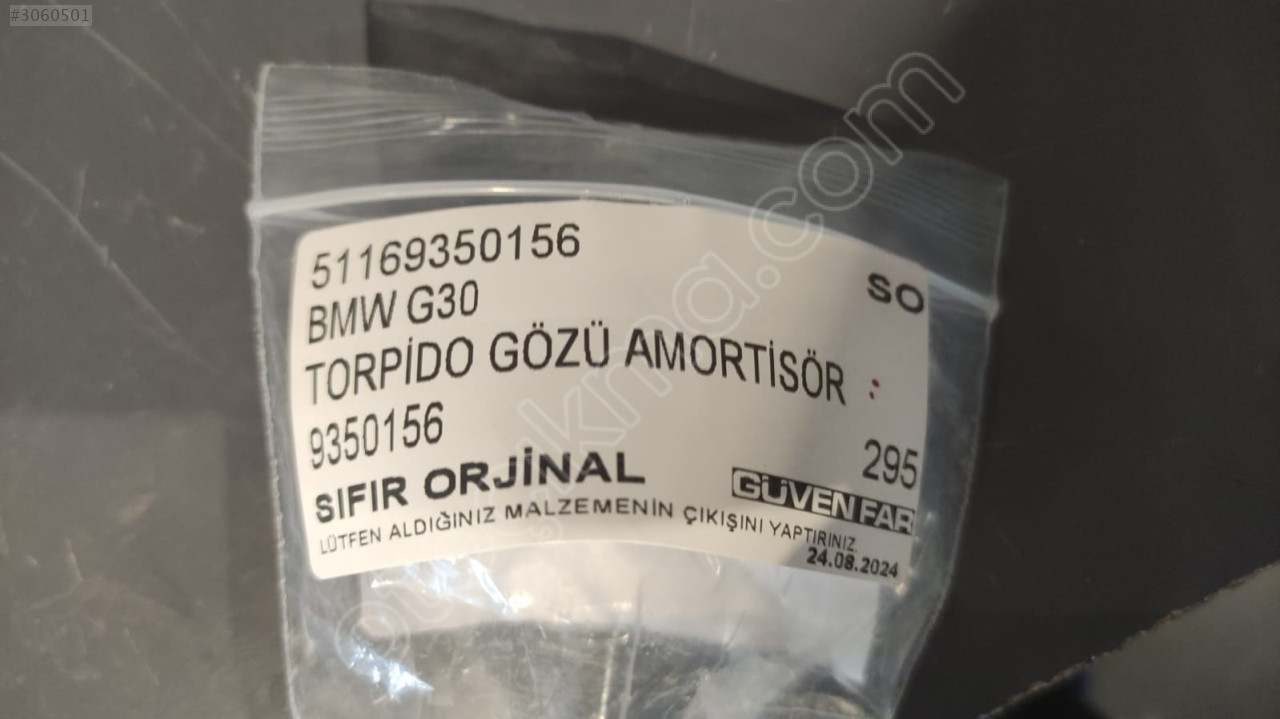 #3060501
51169350156
SO
BMW G30
TORPİDO GÖZÜ AMORTİSÖR :
9350156
295
SIFIR ORJİNAL
GÜVEN FAR
LÜTFEN ALDIĞINIZ MALZEMENİN ÇIKIŞINI YAPTIRINIZ.
24.08.2024